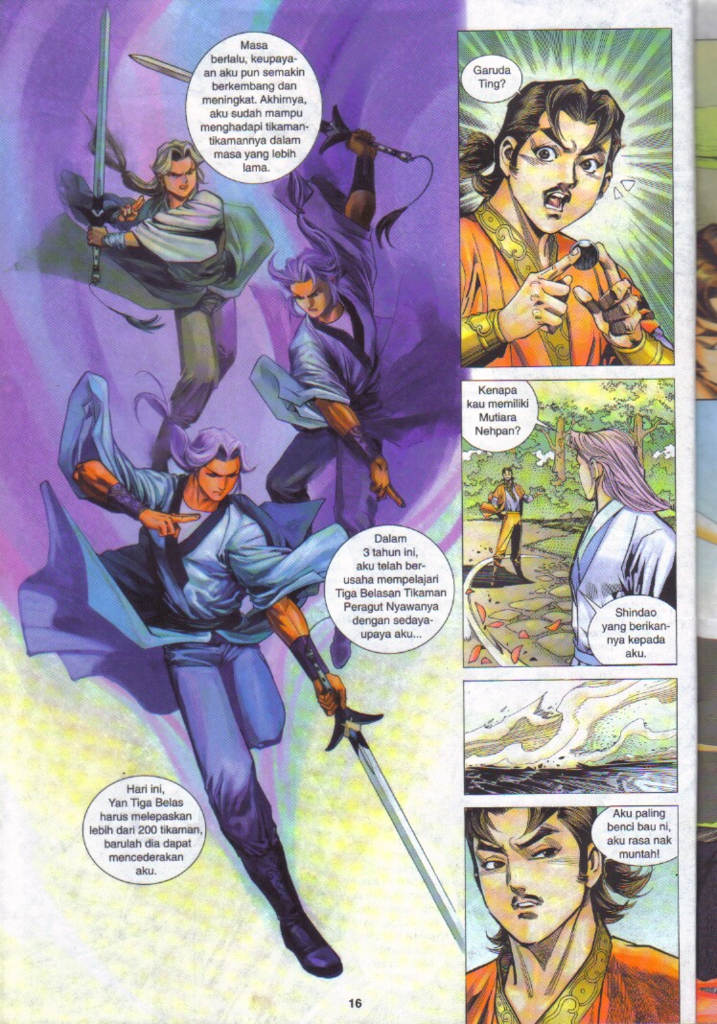 Masa
berlalu, keupaya-
an aku pun semakin
berkembang dan
meningkat. Akhirnya,
aku sudah mampu
menghadapi tikaman-
tikamannya dalam
masa yang lebih
lama.
Dalam
3 tahun ini,
aku telah ber-
usaha mempelajari
Tiga Belasan Tikaman
Peragut Nyawanya
dengan sedaya-
upaya aku...
Hari ini,
Yan Tiga Belas
harus melepaskan
lebih dari 200 tikaman,
barulah dia dapat
mencederakan
aku.
Garuda
Ting?
Kenapa
kau memiliki
Mutiara
Nehpan?
Shindao
yang berikan-
nya kepada
aku.
Aku paling
benci bau ni,
aku rasa nak
muntah!
16